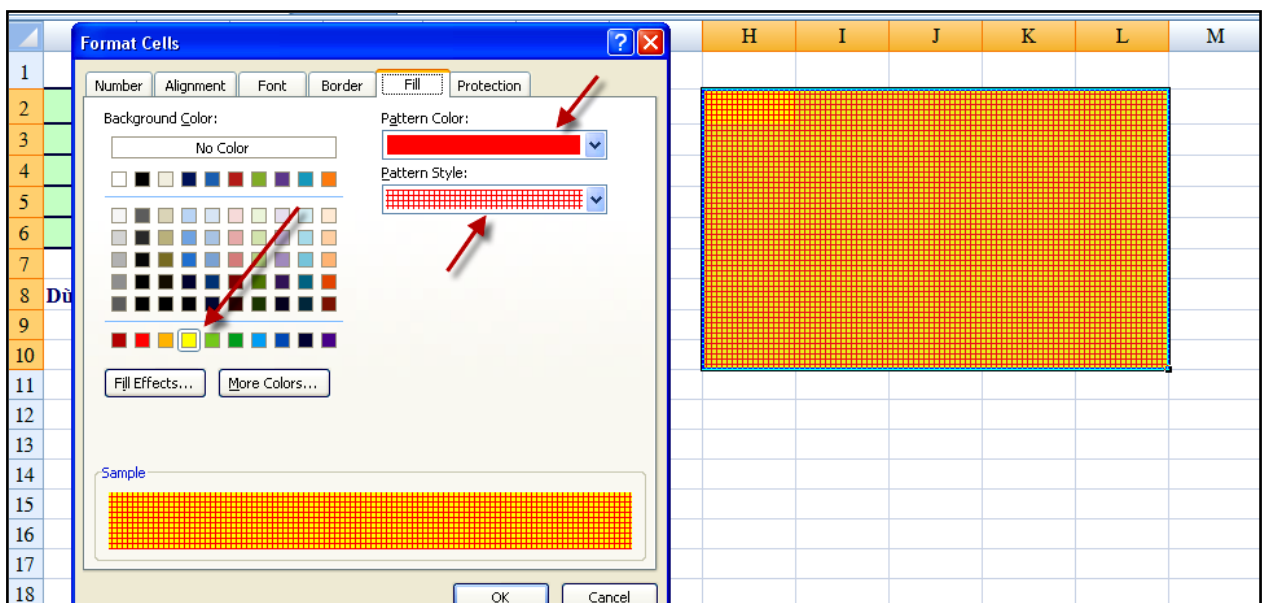 Format Cells
H I J K L M
Number Alignment Font Border Fill Protection
Background Color:
Pattern Color:
No Color
Pattern Style:
Fill Effects...
More Colors...
Sample
OK
Cancel
1
2
3
4
5
6
7
8 Dù
9
10
11
12
13
14
15
16
17
18